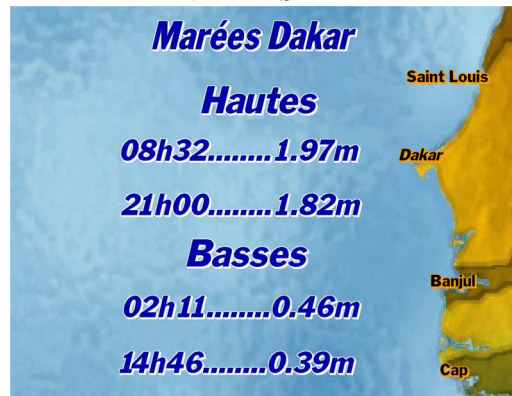 Marées Dakar
Hautes
08h32........1.97m
21h00........1.82m
Basses
02h11........0.46m
14h46........0.39m
Saint Louis
Dakar
Banjul
Cap